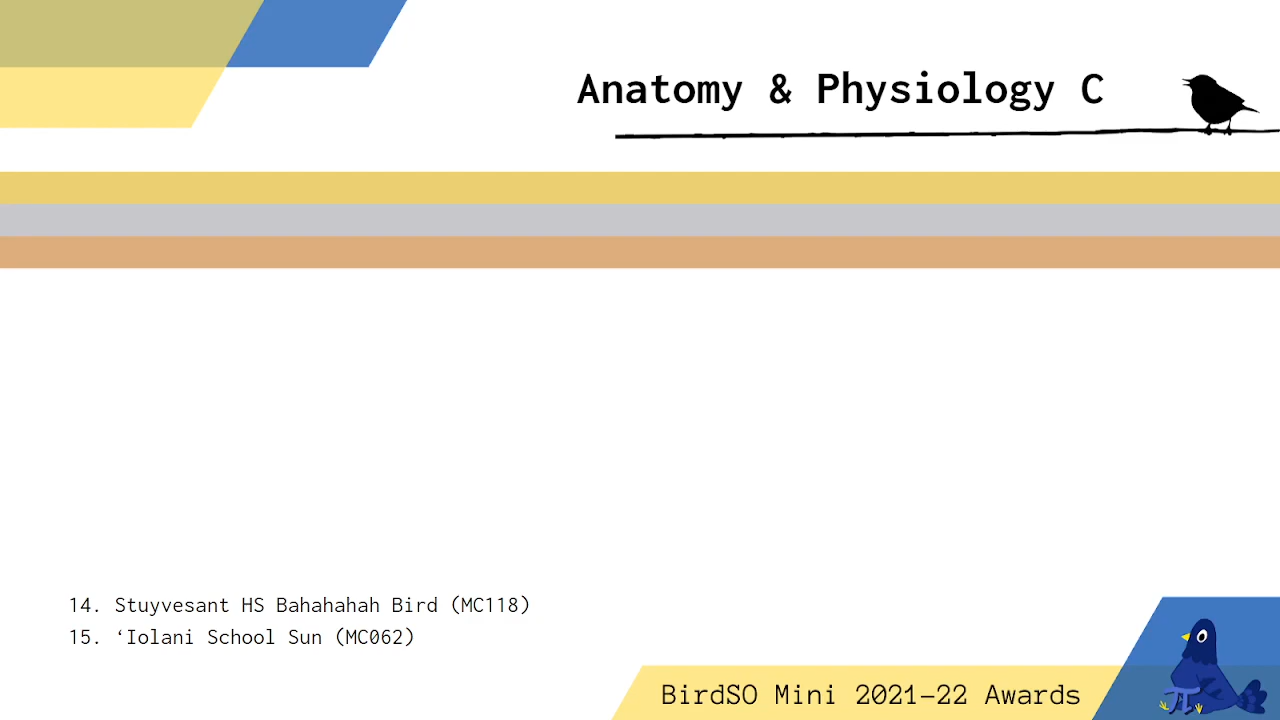 Anatomy & Physiology C
14. Stuyvesant HS Bahahahah Bird (MC118)
15. ‘Iolani School Sun (MC062)
BirdSO Mini 2021–22 Awards